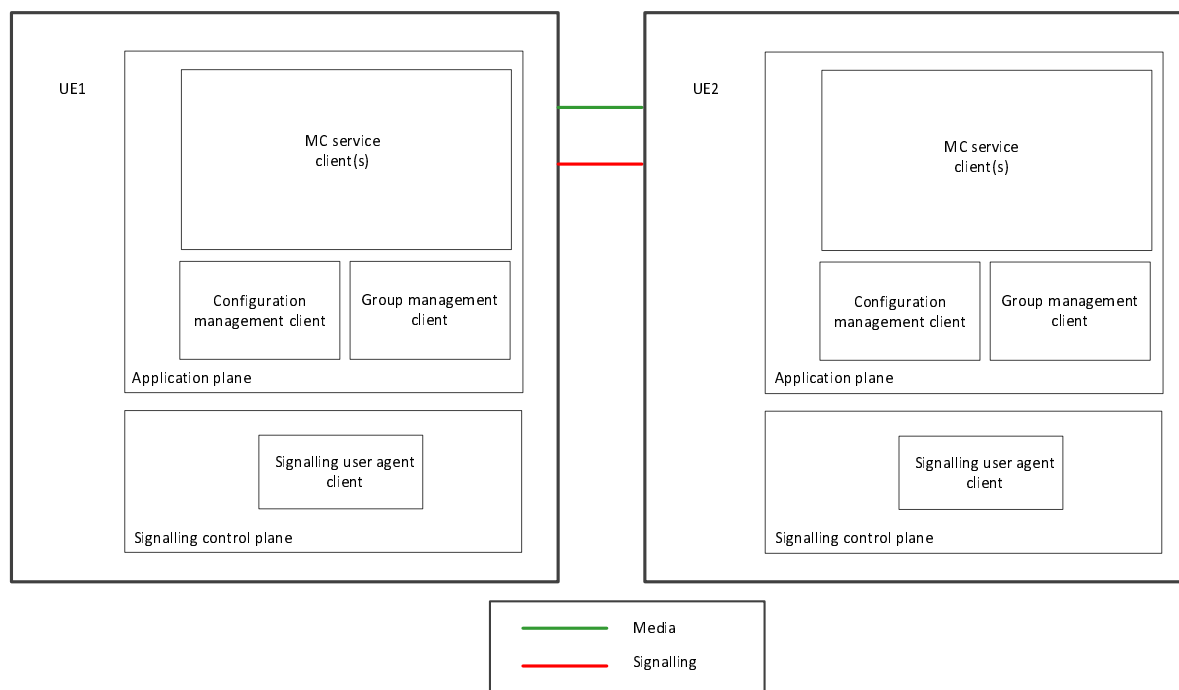 UE1
MC service
client(s)
Configuration
management client
Group management
client
Application plane
Signalling user agent
client
Signalling control plane
UE2
MC service
client(s)
Configuration
management client
Group management
client
Application plane
Signalling user agent
client
Signalling control plane
Media
Signalling